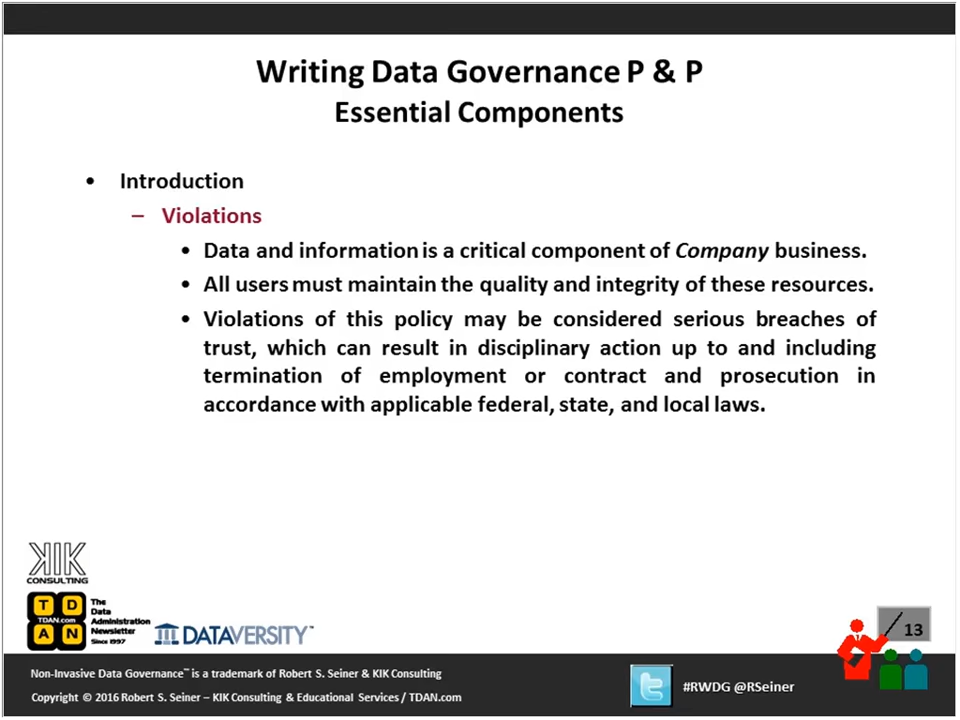 Writing Data Governance P & P
Essential Components
• Introduction
– Violations
• Data and information is a critical component of Company business.
• All users must maintain the quality and integrity of these resources.
• Violations of this policy may be considered serious breaches of
trust, which can result in disciplinary action up to and including
termination of employment or contract and prosecution in
accordance with applicable federal, state, and local laws.
KIK
CONSULTING
T D
TDAN.com
A N
The
Data
Administration
Newsletter
Since 1997
DATAVERSITY™
13
Non-Invasive Data Governance™ is a trademark of Robert S. Seiner & KIK Consulting
Copyright © 2016 Robert S. Seiner – KIK Consulting & Educational Services / TDAN.com
#RWDG @RSeiner